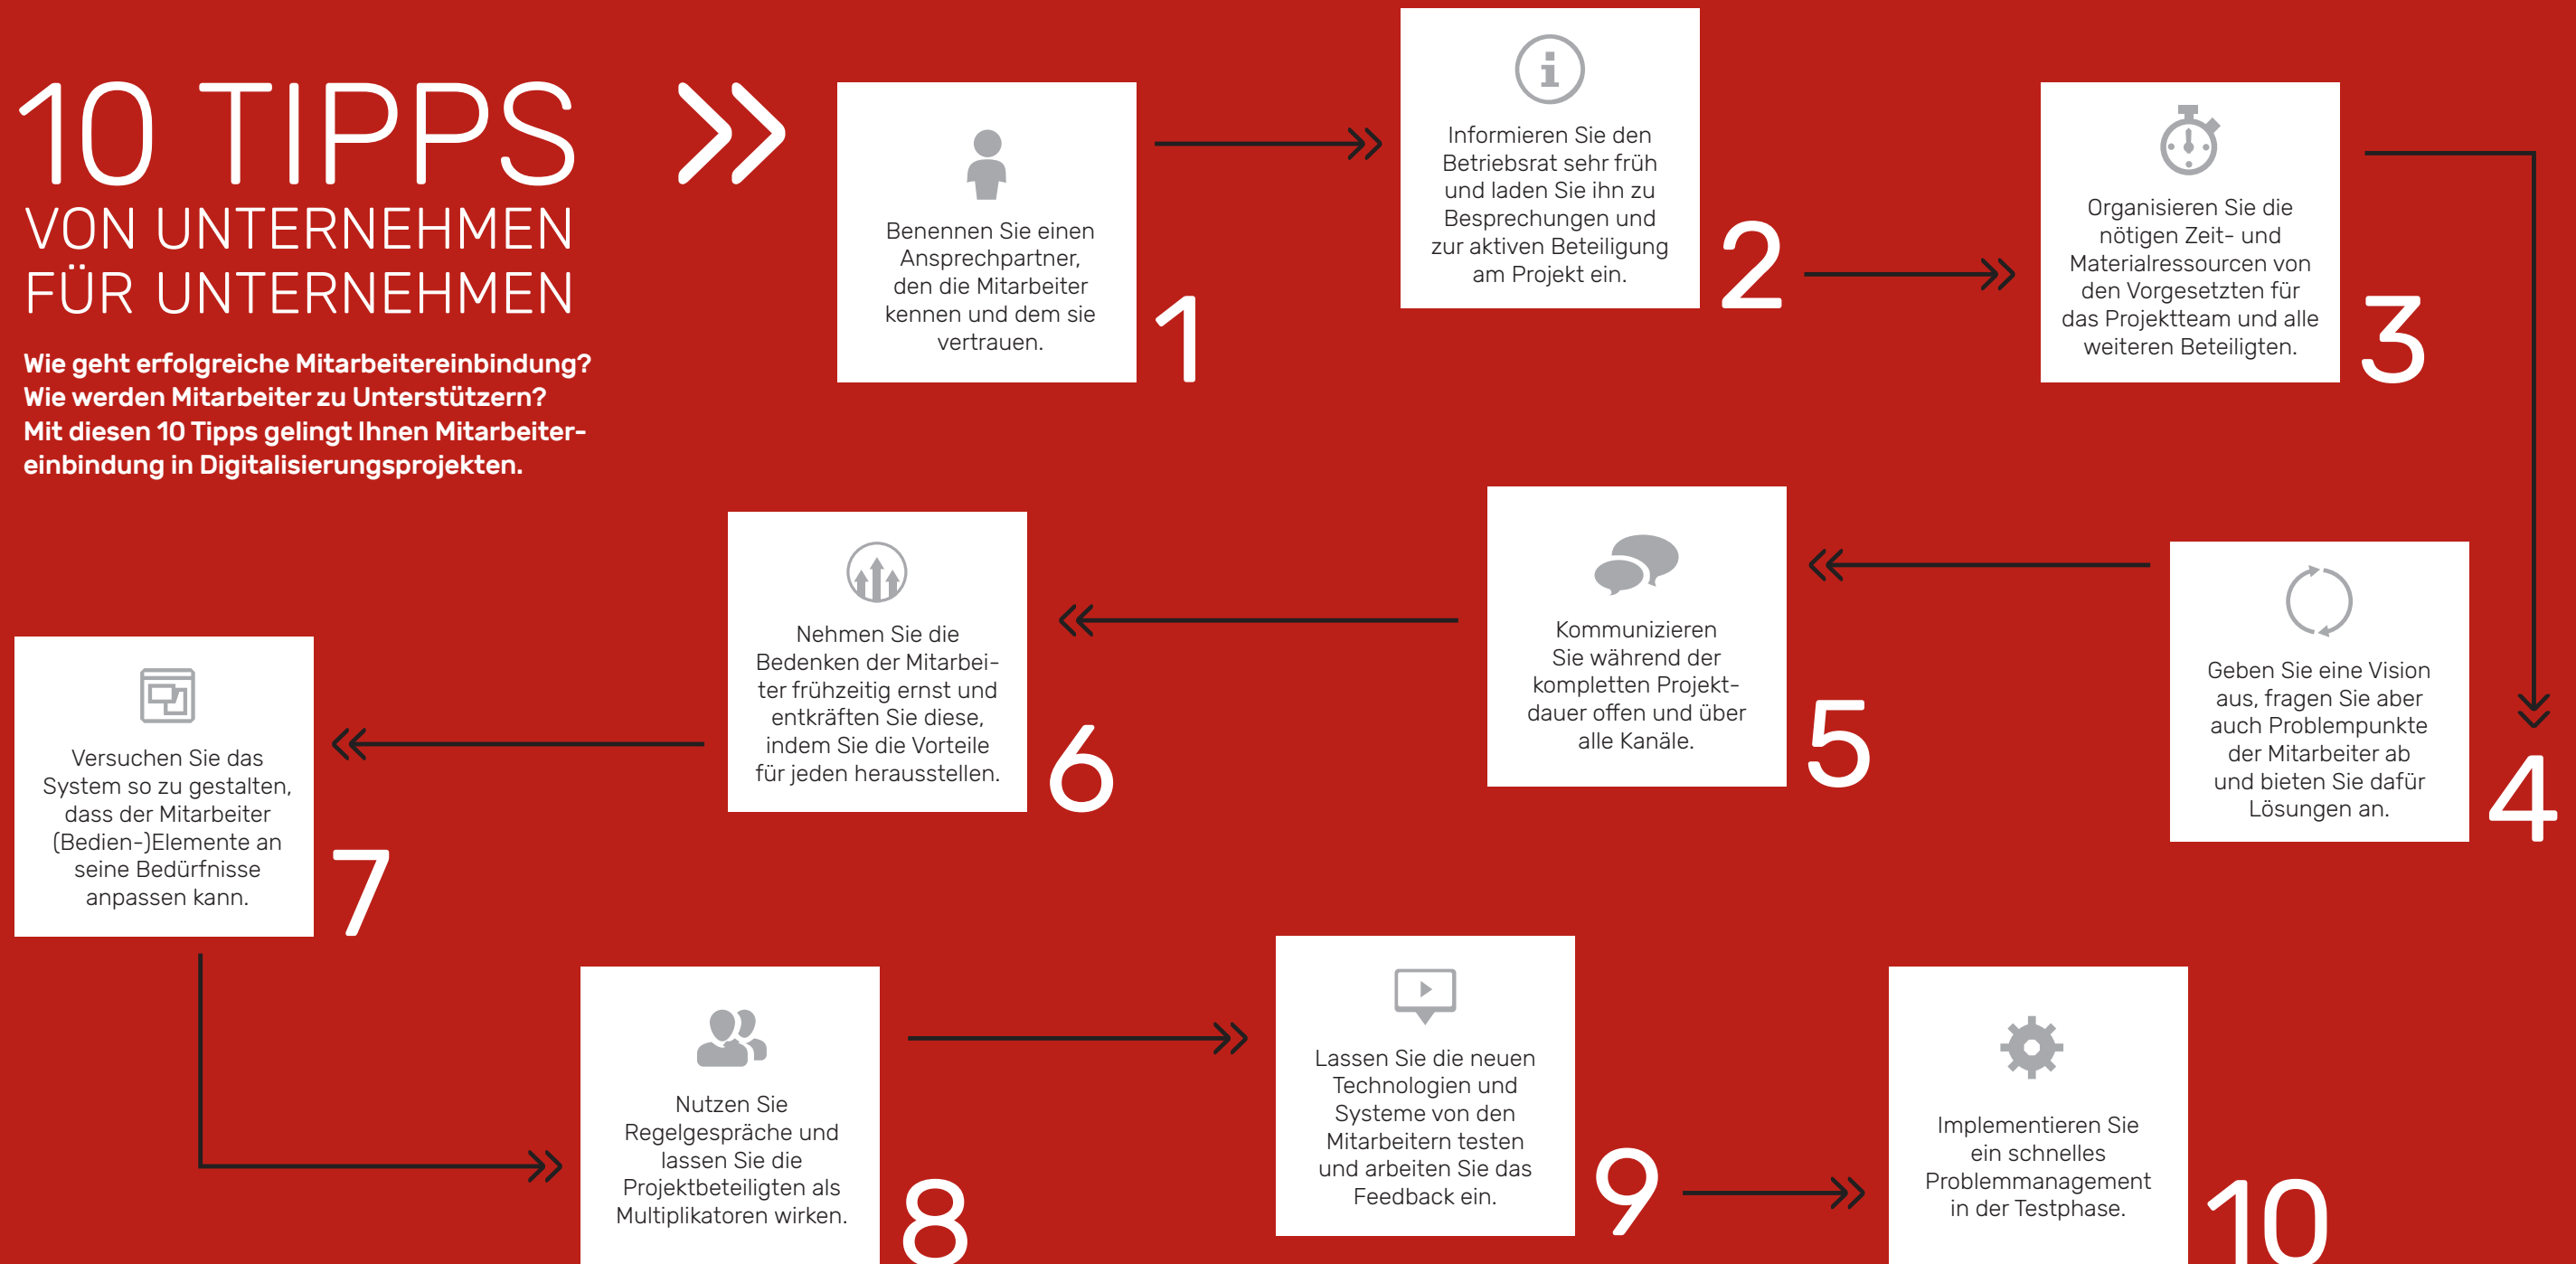 10 TIPPS
VON UNTERNEHMEN
FÜR UNTERNEHMEN
Wie geht erfolgreiche Mitarbeitereinbindung?
Wie werden Mitarbeiter zu Unterstützern?
Mit diesen 10 Tipps gelingt Ihnen Mitarbeiter-
einbindung in Digitalisierungsprojekten.
Benennen Sie einen
Ansprechpartner,
den die Mitarbeiter
kennen und dem sie
vertrauen.
1
Informieren Sie den
Betriebsrat sehr früh
und laden Sie ihn zu
Besprechungen und
zur aktiven Beteiligung
am Projekt ein.
2
Organisieren Sie die
nötigen Zeit- und
Materialressourcen von
den Vorgesetzten für
das Projektteam und alle
weiteren Beteiligten.
3
Geben Sie eine Vision
aus, fragen Sie aber
auch Problempunkte
der Mitarbeiter ab
und bieten Sie dafür
Lösungen an.
4
Kommunizieren
Sie während der
kompletten Projekt-
dauer offen und über
alle Kanäle.
5
Nehmen Sie die
Bedenken der Mitarbei-
ter frühzeitig ernst und
entkräften Sie diese,
indem Sie die Vorteile
für jeden herausstellen.
6
Versuchen Sie das
System so zu gestalten,
dass der Mitarbeiter
(Bedien-)Elemente an
seine Bedürfnisse
anpassen kann.
7
Nutzen Sie
Regelgespräche und
lassen Sie die
Projektbeteiligten als
Multiplikatoren wirken.
8
Lassen Sie die neuen
Technologien und
Systeme von den
Mitarbeitern testen
und arbeiten Sie das
Feedback ein.
9
Implementieren Sie
ein schnelles
Problemmanagement
in der Testphase.
10